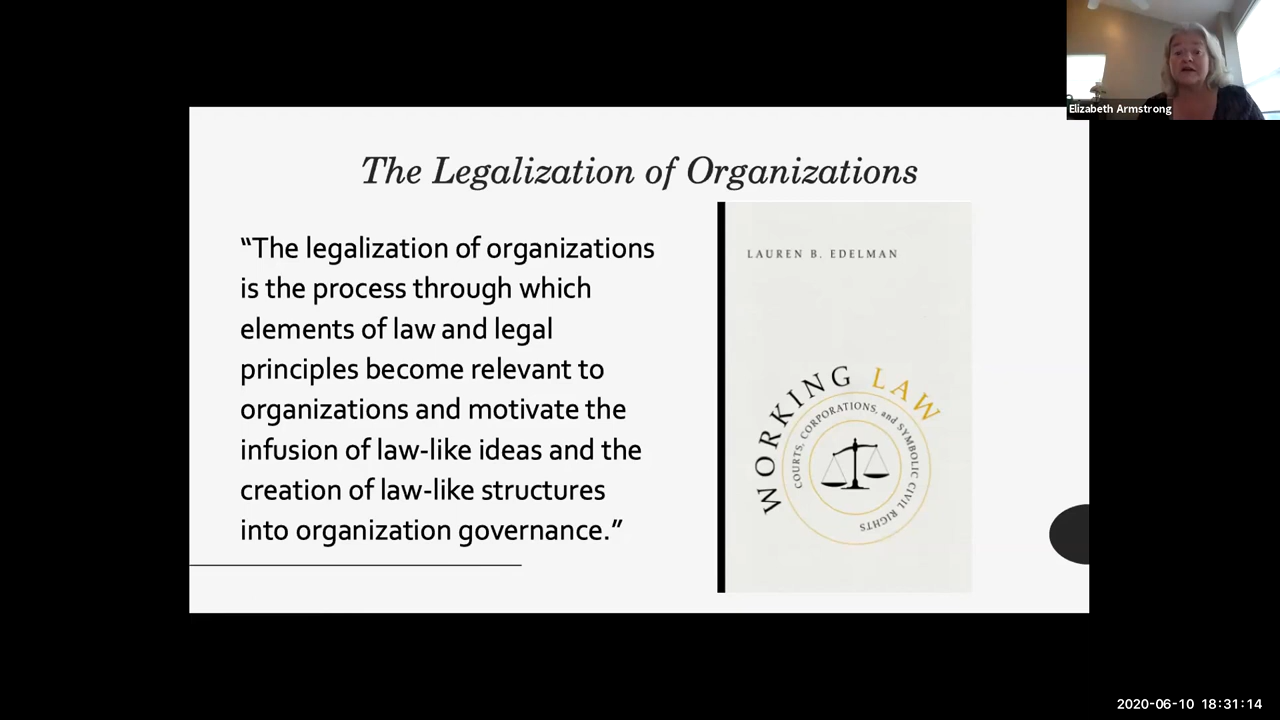 Elizabeth Armstrong
The Legalization of Organizations
“The legalization of organizations
is the process through which
elements of law and legal
principles become relevant to
organizations and motivate the
infusion of law-like ideas and the
creation of law-like structures
into organization governance.”
LAUREN B. EDELMAN
WORKING LAW
COURTS, CORPORATIONS, and SYMBOLIC CIVIL RIGHTS
2020-06-10 18:31:14